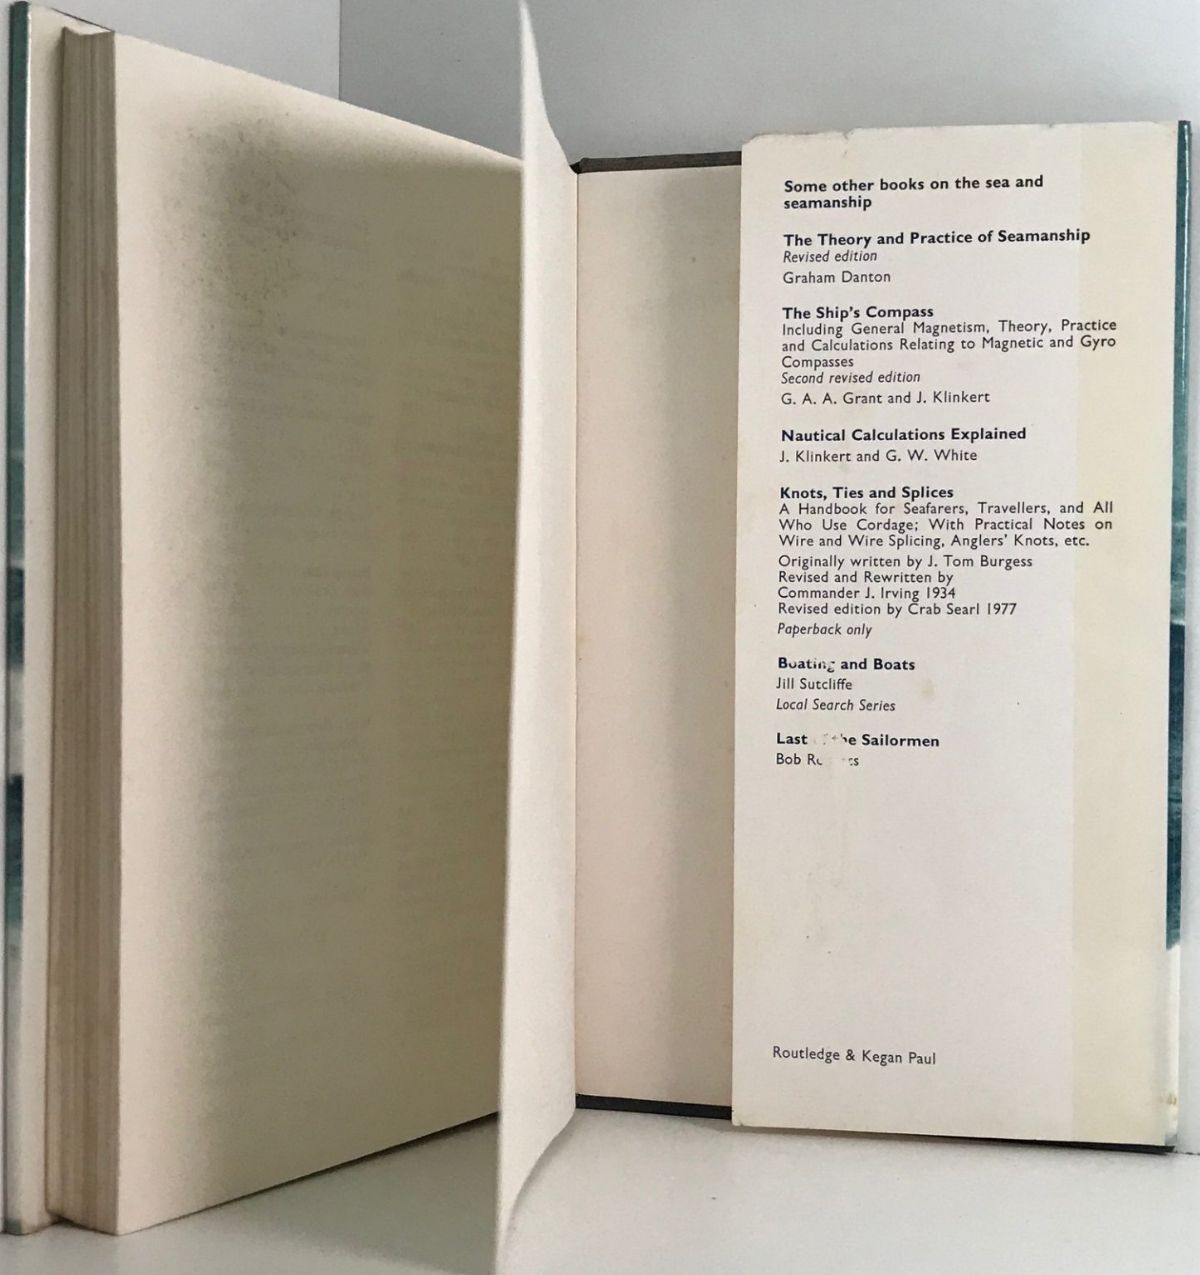 Some other books on the sea and
seamanship
The Theory and Practice of Seamanship
Revised edition
Graham Danton
The Ship's Compass
Including General Magnetism, Theory, Practice
and Calculations Relating to Magnetic and Gyro
Compasses
Second revised edition
G. A. A. Grant and J. Klinkert
Nautical Calculations Explained
J. Klinkert and G. W. White
Knots, Ties and Splices
A Handbook for Seafarers, Travellers, and All
Who Use Cordage; With Practical Notes on
Wire and Wire Splicing, Anglers' Knots, etc.
Originally written by J. Tom Burgess
Revised and Rewritten by
Commander J. Irving 1934
Revised edition by Crab Searl 1977
Paperback only
Boating and Boats
Jill Sutcliffe
Local Search Series
Last Sailormen
Bob
Routledge & Kegan Paul